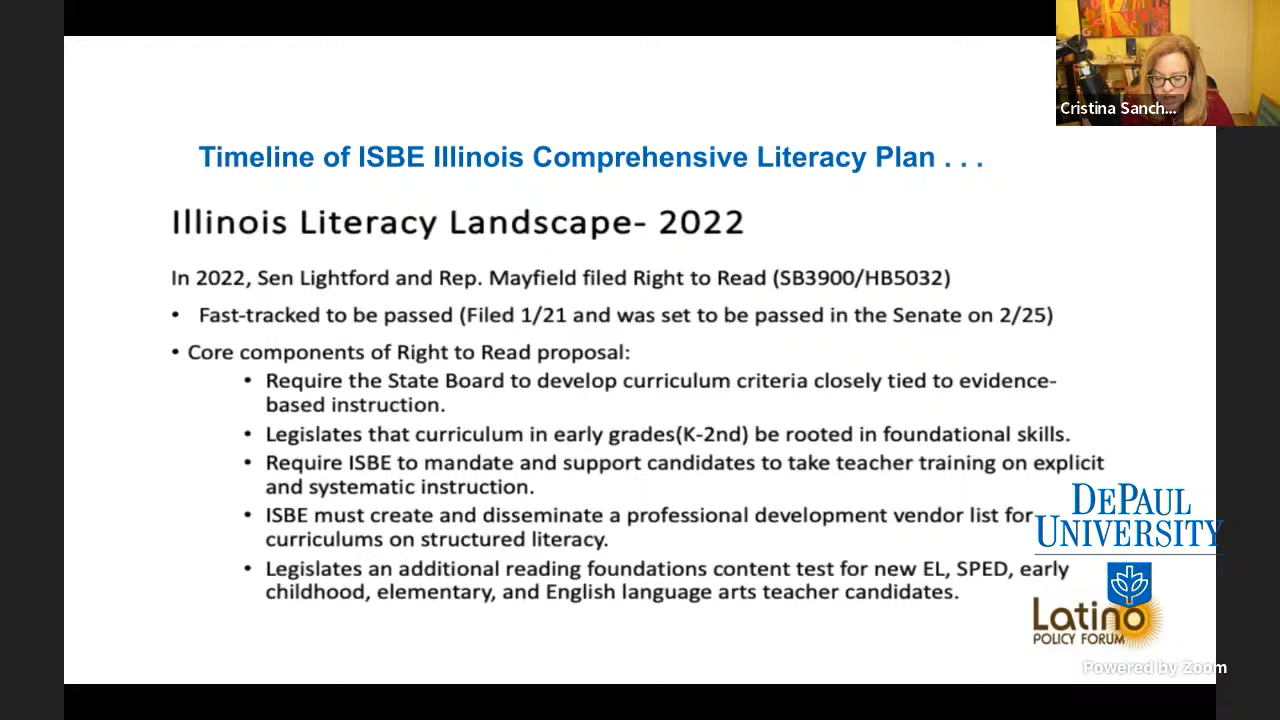 Cristina Sanch...
Timeline of ISBE Illinois Comprehensive Literacy Plan . . .
Illinois Literacy Landscape- 2022
In 2022, Sen Lightford and Rep. Mayfield filed Right to Read (SB3900/HB5032)
• Fast-tracked to be passed (Filed 1/21 and was set to be passed in the Senate on 2/25)
• Core components of Right to Read proposal:
• Require the State Board to develop curriculum criteria closely tied to evidence-
based instruction.
• Legislates that curriculum in early grades(K-2nd) be rooted in foundational skills.
• Require ISBE to mandate and support candidates to take teacher training on explicit
and systematic instruction.
• ISBE must create and disseminate a professional development vendor list for
curriculums on structured literacy.
• Legislates an additional reading foundations content test for new EL, SPED, early
childhood, elementary, and English language arts teacher candidates.
DEPAUL
UNIVERSITY
Latino
POLICY FORUM
Powered by Zoom